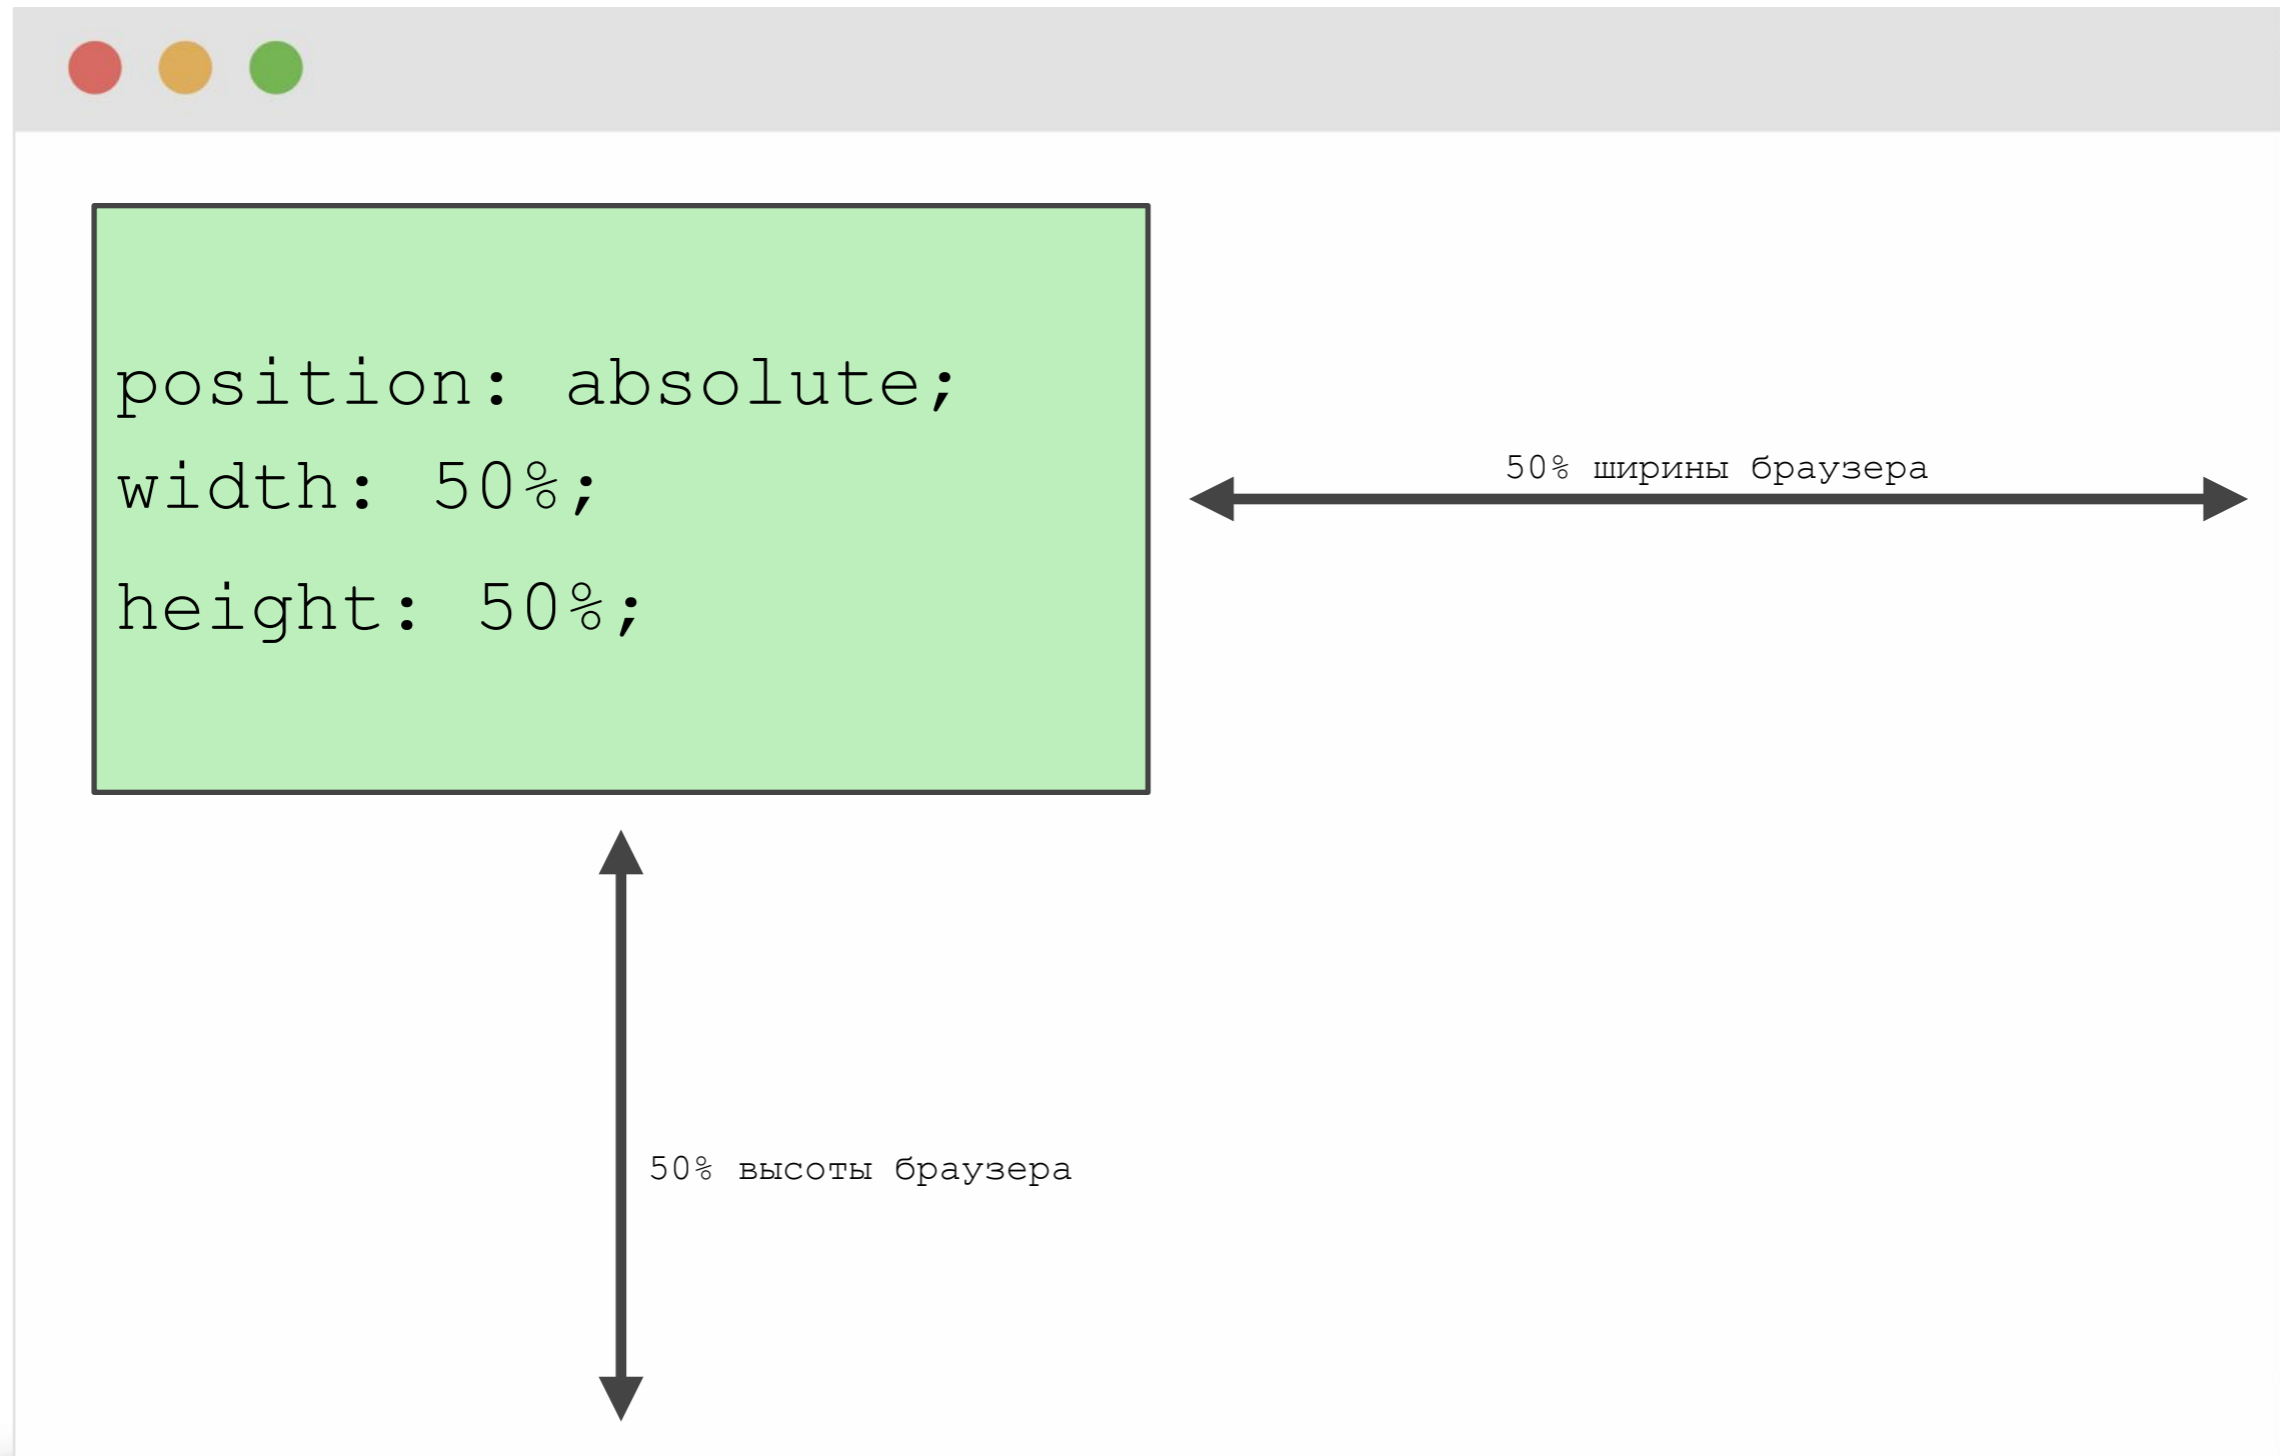 position: absolute;
width: 50%;
height: 50%;
50% ширины браузера
50% высоты браузера